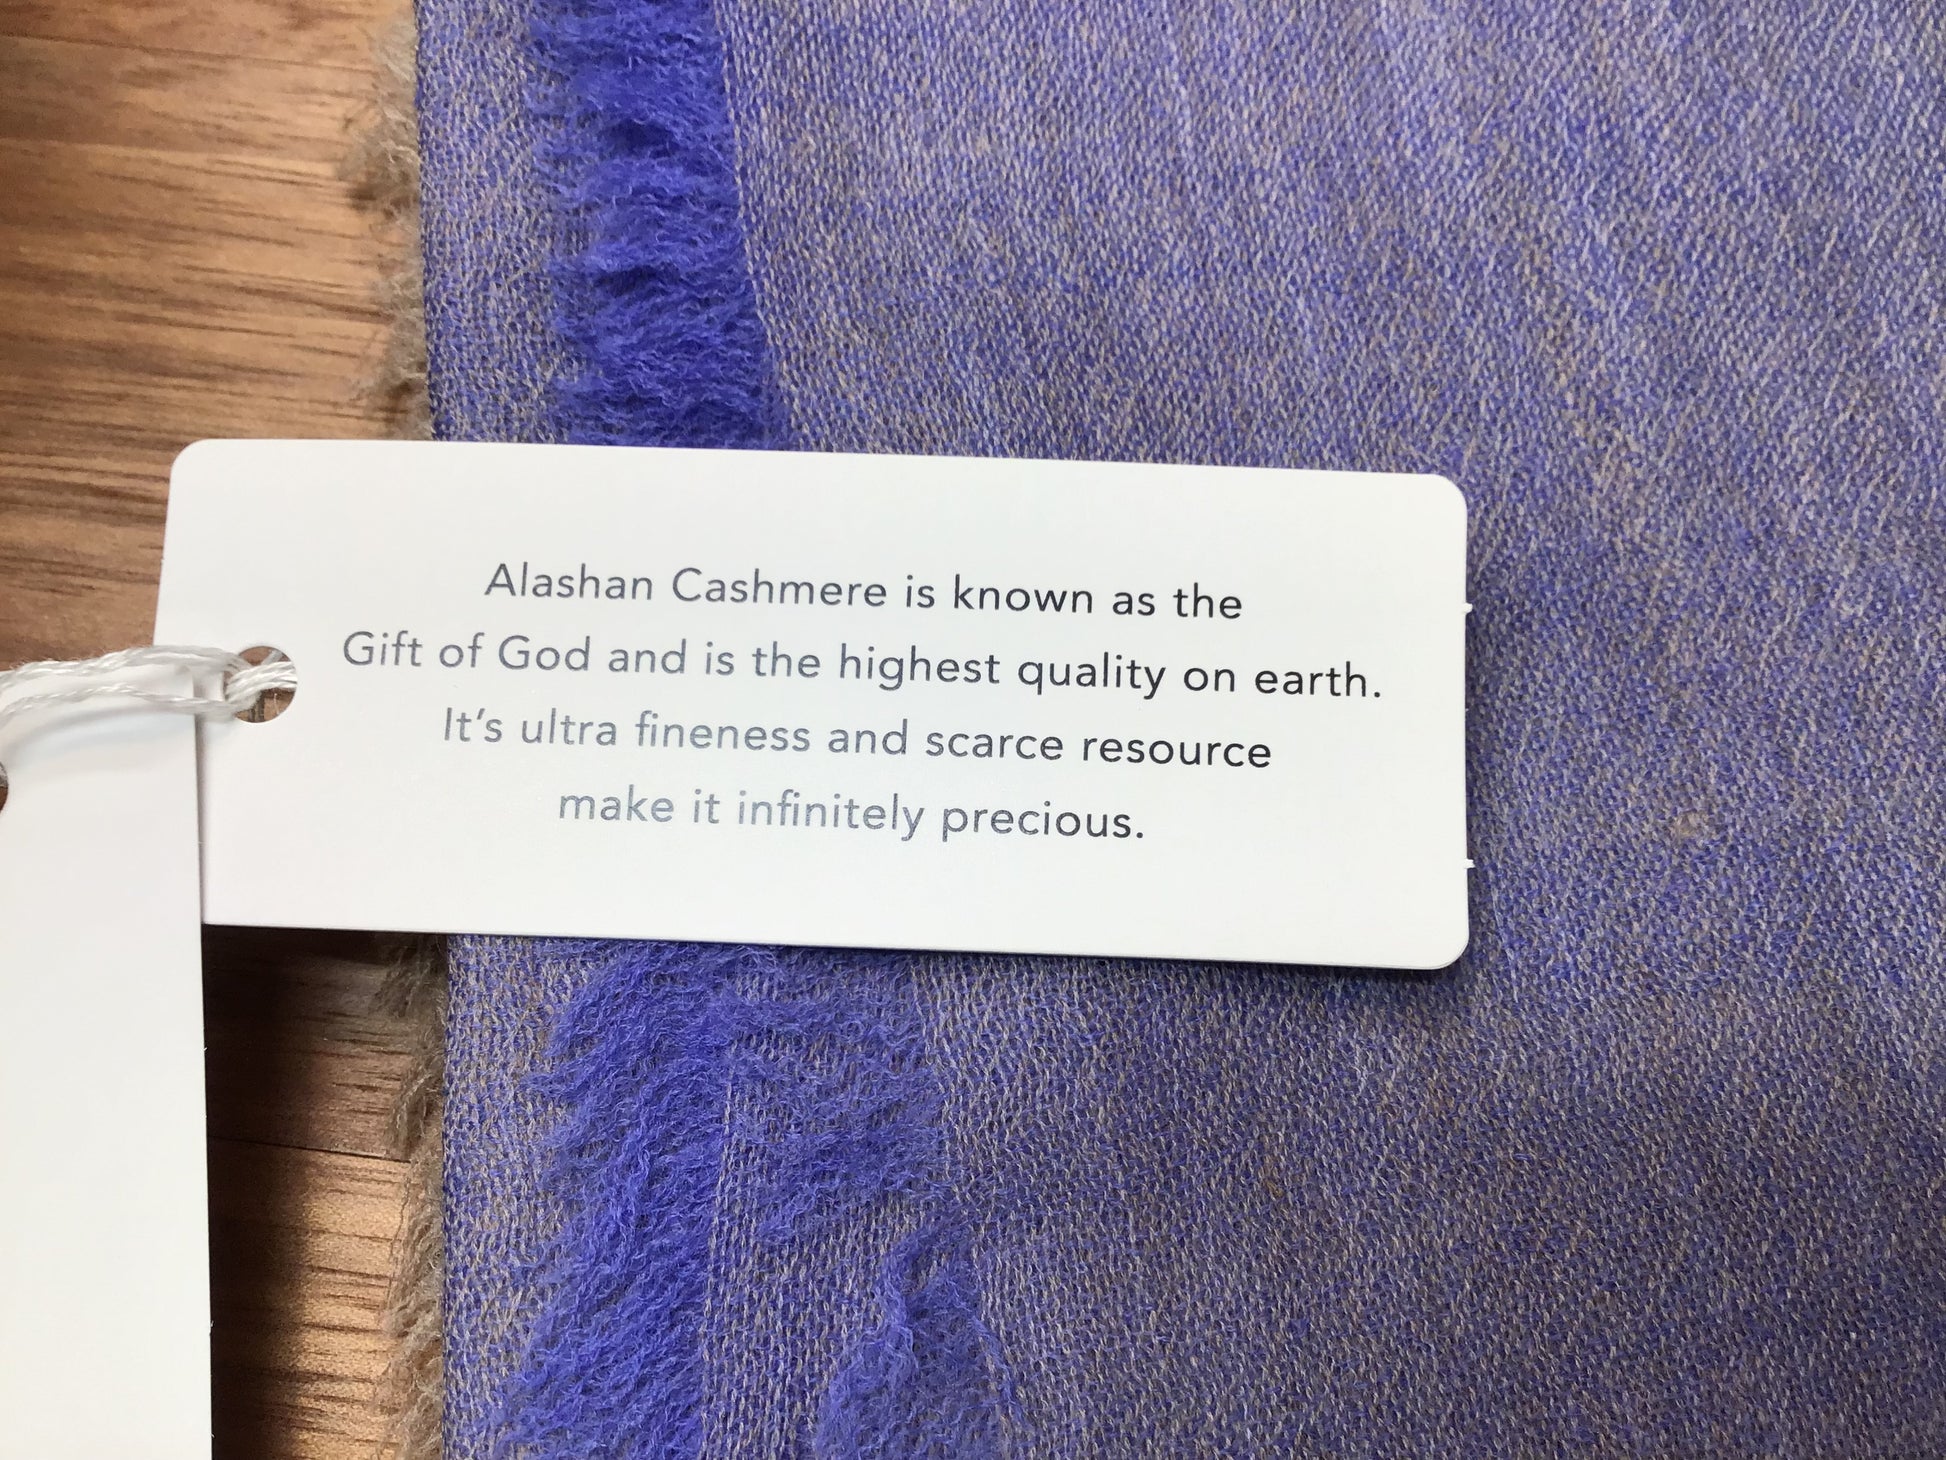 Alashan Cashmere is known as the
Gift of God and is the highest quality on earth.
It's ultra fineness and scarce resource
make it infinitely precious.